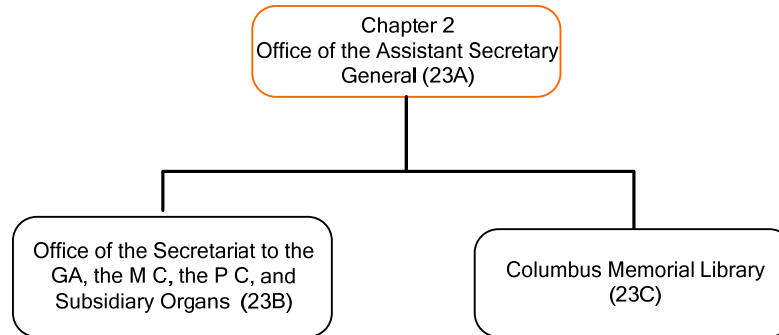 Chapter 2
Office of the Assistant Secretary
General (23A)
Office of the Secretariat to the
GA, the M C, the P C, and
Subsidiary Organs (23B)
Columbus Memorial Library
(23C)